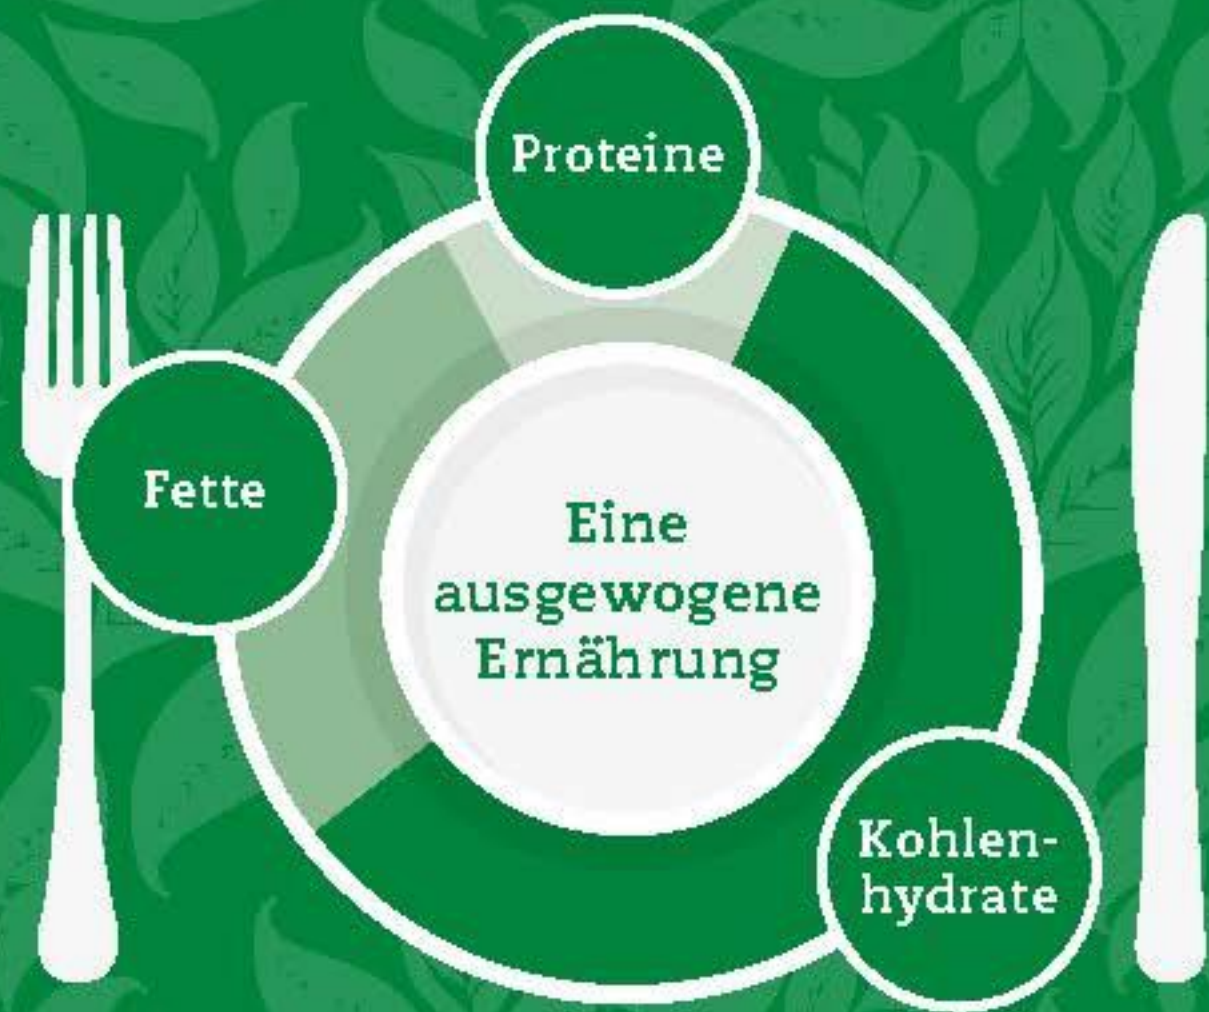 Proteine
Fette
Eine
ausgewogene
Ernährung
Kohlen-
hydrate